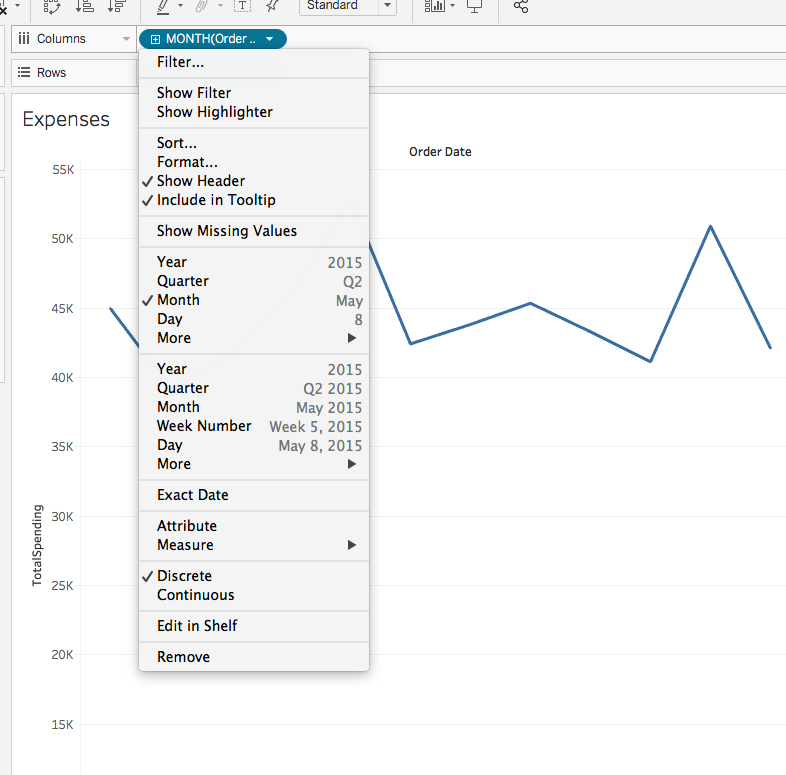 Standard
Columns
MONTH(Order ..
Rows
Filter...
Show Filter
Show Highlighter
Sort...
Format...
Show Header
Include in Tooltip
Show Missing Values
Year 2015
Quarter Q2
Month May
Day 8
More
Year 2015
Quarter Q2 2015
Month May 2015
Week Number Week 5, 2015
Day May 8, 2015
More
Exact Date
Attribute
Measure
Discrete
Continuous
Edit in Shelf
Remove
Expenses
Order Date
55K
50K
45K
40K
35K
30K
25K
20K
15K
TotalSpending